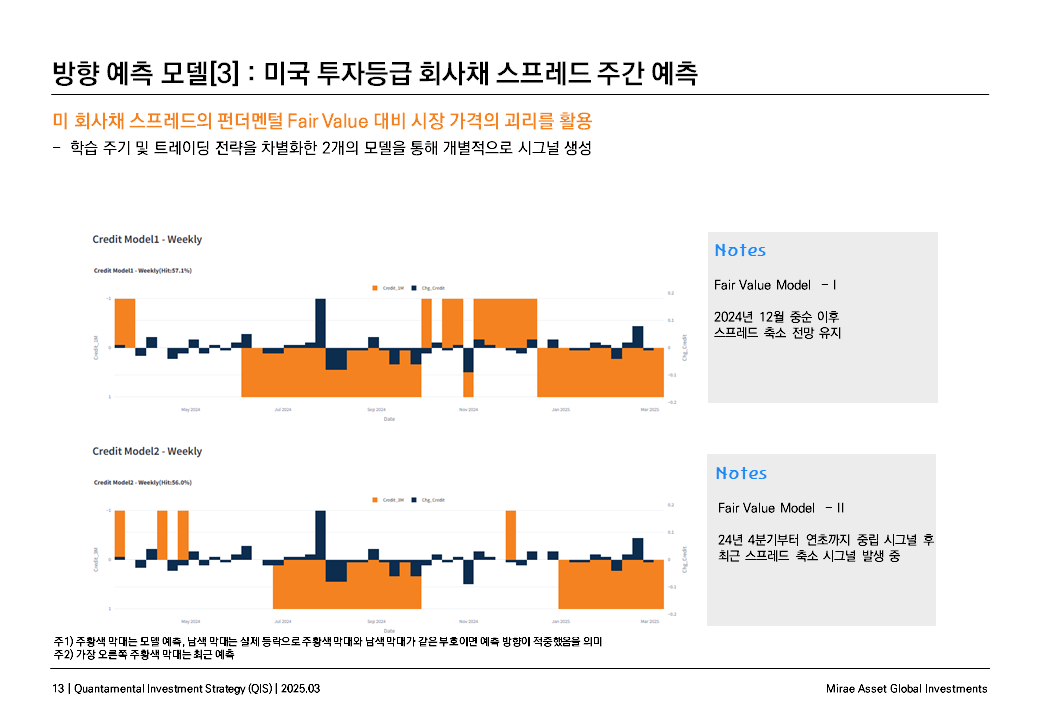 방향 예측 모델[3] : 미국 투자등급 회사채 스프레드 주간 예측
미 회사채 스프레드의 펀더멘털 Fair Value 대비 시장 가격의 괴리를 활용
– 학습 주기 및 트레이딩 전략을 차별화한 2개의 모델을 통해 개별적으로 시그널 생성
Credit Model1 - Weekly
Credit Model1 - Weekly(Hit:57.1%)
Credit_1M Chg_Credit
−1
0
1
Credit_1M
0.2
0.1
0
−0.1
−0.2
Chg_Credit
May 2024 Jul 2024 Sep 2024 Nov 2024 Jan 2025 Mar 2025
Date
Notes
Fair Value Model – I
2024년 12월 중순 이후
스프레드 축소 전망 유지
Credit Model2 - Weekly
Credit Model2 - Weekly(Hit:56.0%)
Credit_3M Chg_Credit
−1
0
1
Credit_3M
0.2
0.1
0
−0.1
−0.2
Chg_Credit
May 2024 Jul 2024 Sep 2024 Nov 2024 Jan 2025 Mar 2025
Date
Notes
Fair Value Model – II
24년 4분기부터 연초까지 중립 시그널 후
최근 스프레드 축소 시그널 발생 중
주1) 주황색 막대는 모델 예측, 남색 막대는 실제 등락으로 주황색 막대와 남색 막대가 같은 부호이면 예측 방향이 적중했음을 의미
주2) 가장 오른쪽 주황색 막대는 최근 예측
13 | Quantamental Investment Strategy (QIS) | 2025.03
Mirae Asset Global Investments